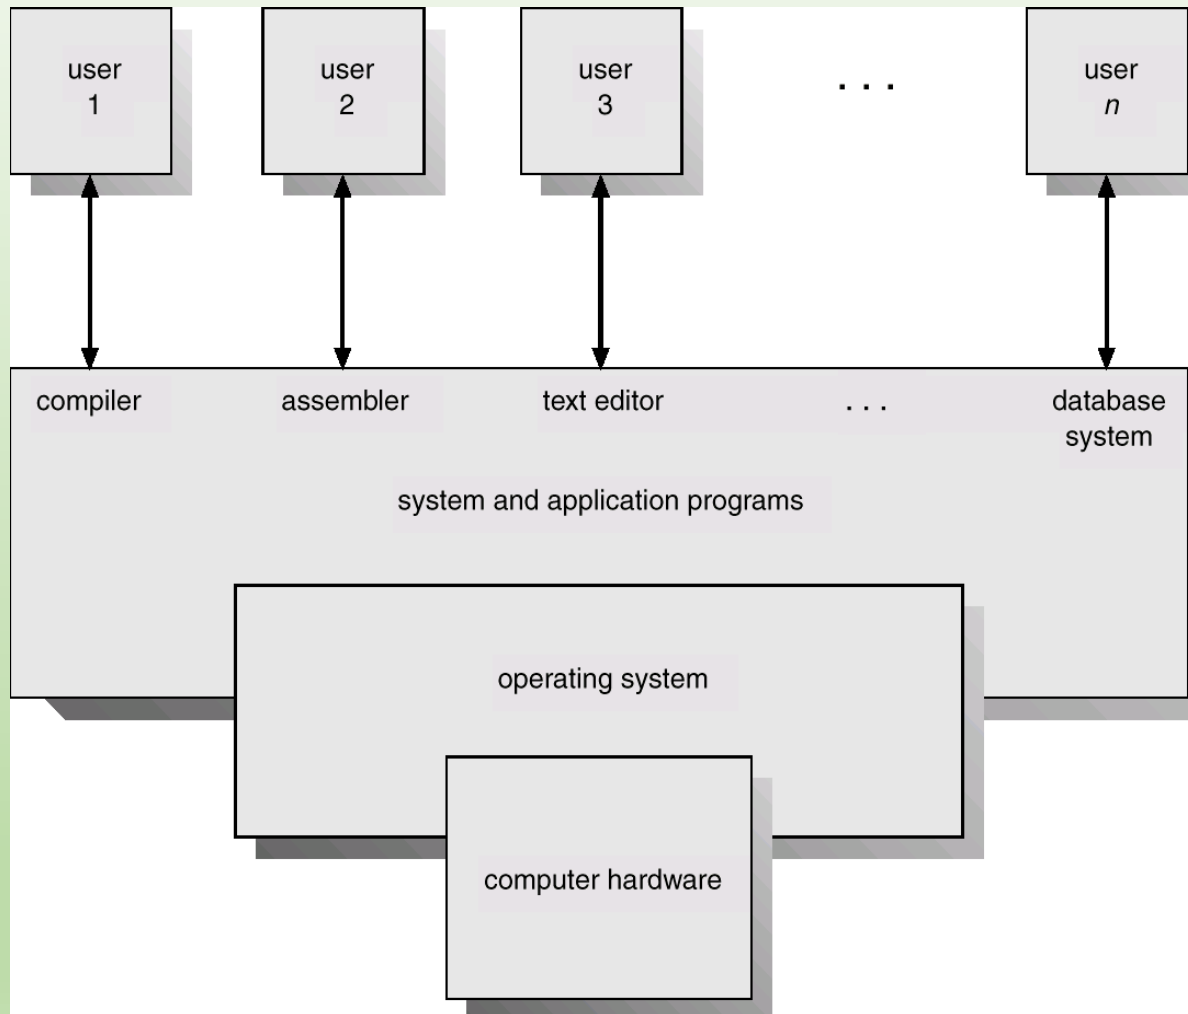 user
1
user
2
user
3
. . .
user
n
compiler
assembler
text editor
. . .
database
system
system and application programs
operating system
computer hardware